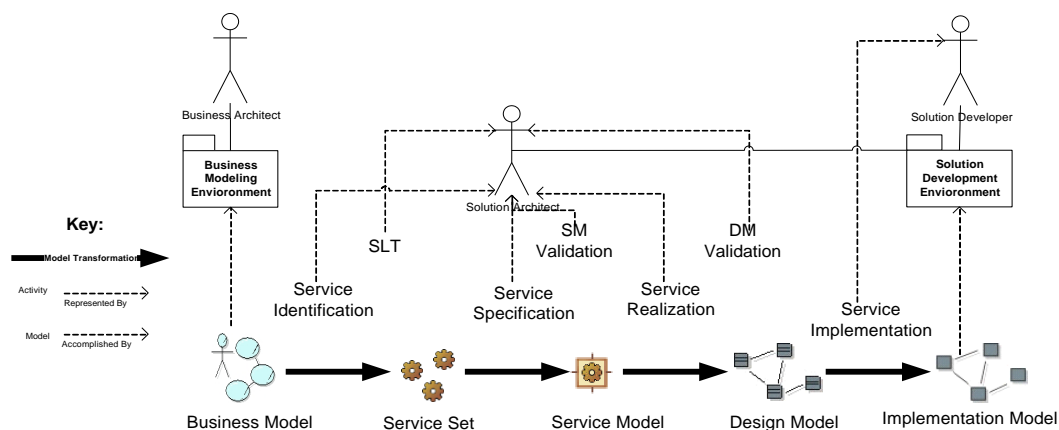 Business Architect
Solution Developer
Business
Modeling
Envioronment
Solution
Development
Envioronment
Solution Architect
Key:
SLT
SM
Validation
DM
Validation
Model Transformation
Activity
Represented By
Model
Accomplished By
Service
Identification
Service
Specification
Service
Realization
Service
Implementation
Business Model
Service Set
Service Model
Design Model
Implementation Model